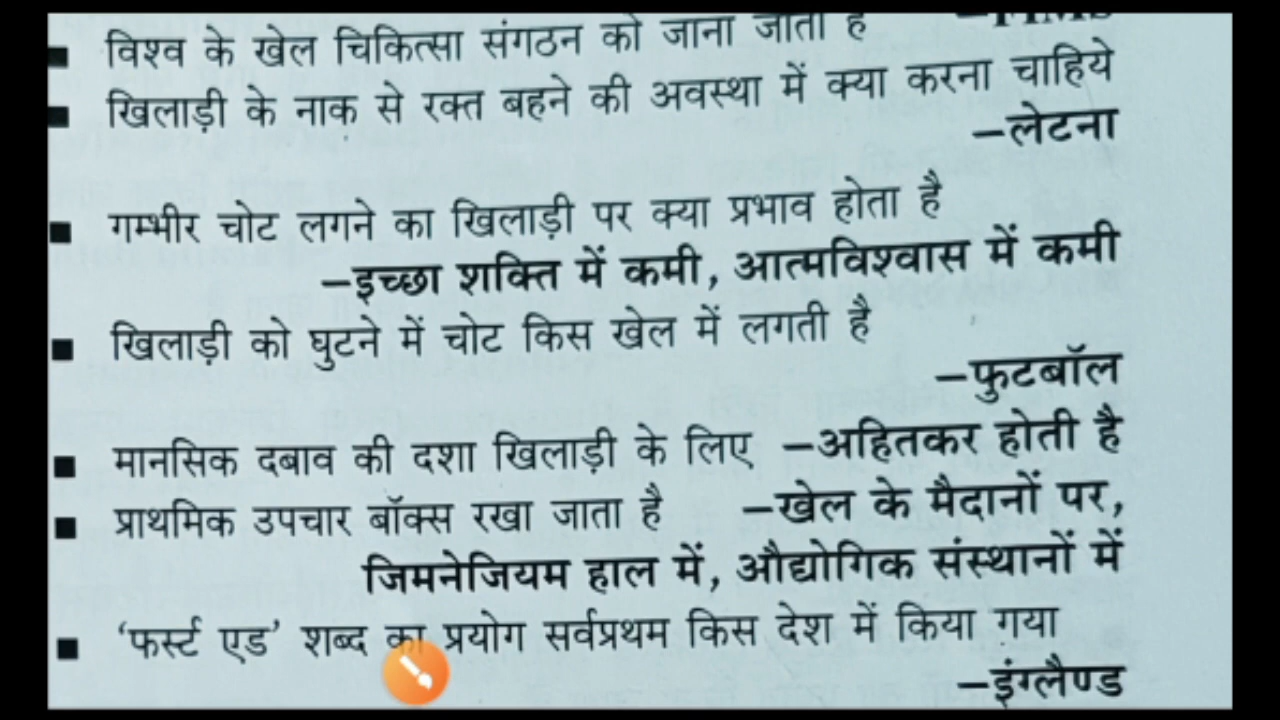 विश्व के खेल चिकित्सा संगठन को जाना जाता है
खिलाड़ी के नाक से रक्त बहने की अवस्था में क्या करना चाहिये
–लेटना
गम्भीर चोट लगने का खिलाड़ी पर क्या प्रभाव होता है
–इच्छा शक्ति में कमी, आत्मविश्वास में कमी
खिलाड़ी को घुटने में चोट किस खेल में लगती है
–फुटबॉल
मानसिक दबाव की दशा खिलाड़ी के लिए –अहितकर होती है
प्राथमिक उपचार बॉक्स रखा जाता है –खेल के मैदानों पर,
जिमनेजियम हाल में, औद्योगिक संस्थानों में
‘फर्स्ट एड’ शब्द का प्रयोग सर्वप्रथम किस देश में किया गया
–इंग्लैण्ड